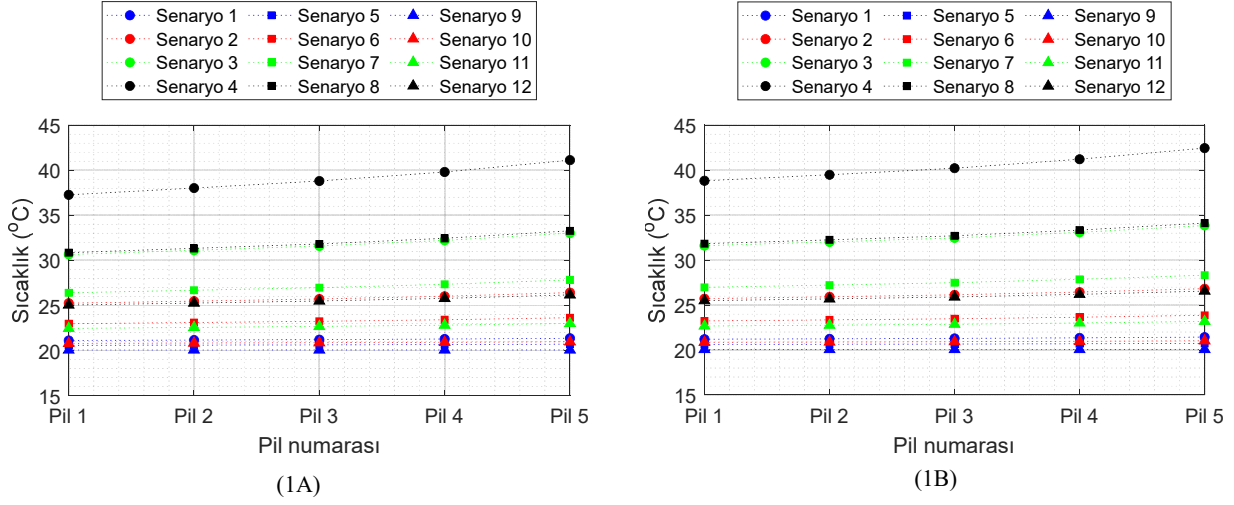 Senaryo 1 Senaryo 5 Senaryo 9
Senaryo 2 Senaryo 6 Senaryo 10
Senaryo 3 Senaryo 7 Senaryo 11
Senaryo 4 Senaryo 8 Senaryo 12
45
40
35
30
25
20
15
Sıcaklık (°C)
Pil 1 Pil 2 Pil 3 Pil 4 Pil 5
Pil numarası
(1A)
Senaryo 1 Senaryo 5 Senaryo 9
Senaryo 2 Senaryo 6 Senaryo 10
Senaryo 3 Senaryo 7 Senaryo 11
Senaryo 4 Senaryo 8 Senaryo 12
45
40
35
30
25
20
15
Sıcaklık (°C)
Pil 1 Pil 2 Pil 3 Pil 4 Pil 5
Pil numarası
(1B)